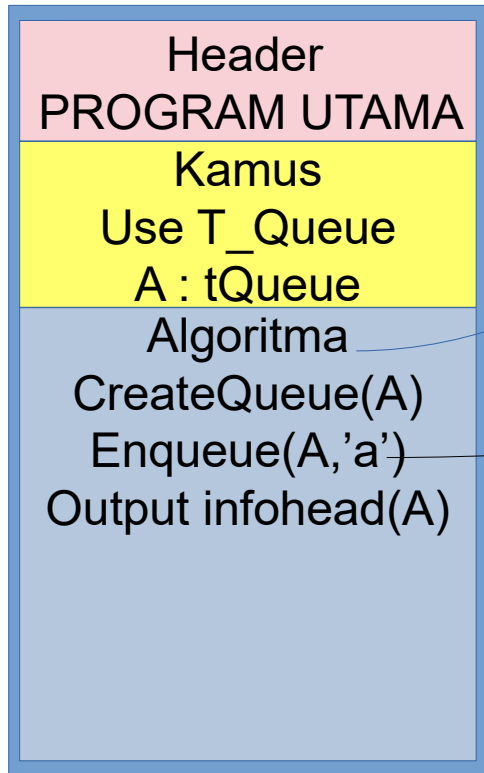 Header
PROGRAM UTAMA
Kamus
Use T_Queue
A : tQueue
Algoritma
CreateQueue(A)
Enqueue(A,’a’)
Output infohead(A)